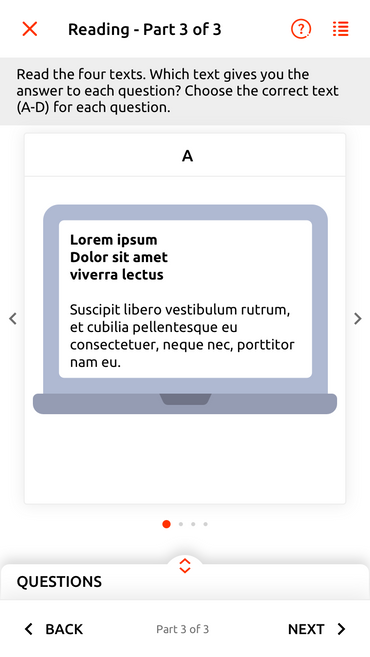 Reading - Part 3 of 3
Read the four texts. Which text gives you the
answer to each question? Choose the correct text
(A-D) for each question.
A
Lorem ipsum
Dolor sit amet
viverra lectus
Suscipit libero vestibulum rutrum,
et cubilia pellentesque eu
consectetuer, neque nec, porttitor
nam eu.
QUESTIONS
BACK
Part 3 of 3
NEXT